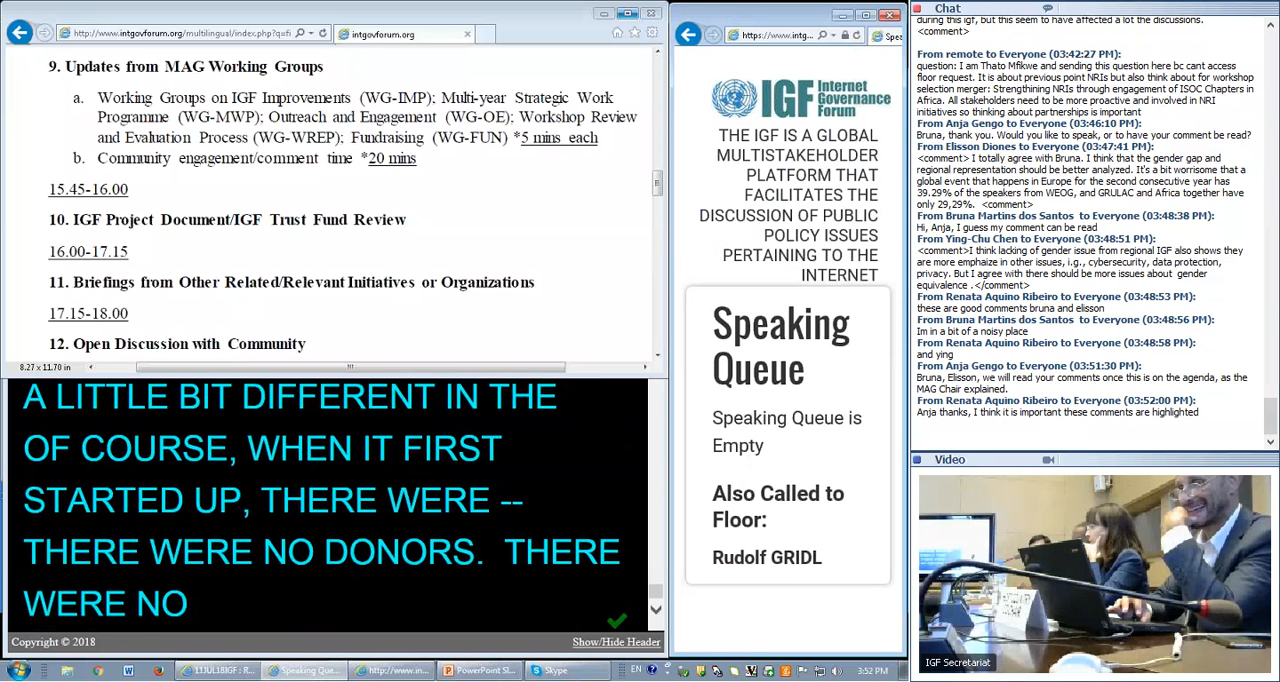 http://www.intgovforum.org/multilingual/index.php?q=fi
intgovforum.org
9. Updates from MAG Working Groups
a. Working Groups on IGF Improvements (WG-IMP); Multi-year Strategic Work
Programme (WG-MWP); Outreach and Engagement (WG-OE); Workshop Review
and Evaluation Process (WG-WREP); Fundraising (WG-FUN) *5 mins each
b. Community engagement/comment time *20 mins
15.45-16.00
10. IGF Project Document/IGF Trust Fund Review
16.00-17.15
11. Briefings from Other Related/Relevant Initiatives or Organizations
17.15-18.00
12. Open Discussion with Community
8.27 x 11.70 in
A LITTLE BIT DIFFERENT IN THE
OF COURSE, WHEN IT FIRST
STARTED UP, THERE WERE --
THERE WERE NO DONORS.  THERE
WERE NO
Copyright © 2018
Show/Hide Header
https://www.intg...
Spe
IGF Internet
Governance
Forum
THE IGF IS A GLOBAL
MULTISTAKEHOLDER
PLATFORM THAT
FACILITATES THE
DISCUSSION OF PUBLIC
POLICY ISSUES
PERTAINING TO THE
INTERNET
Speaking
Queue
Speaking Queue is
Empty
Also Called to
Floor:
Rudolf GRIDL
Chat
during this igf, but this seem to have affected a lot the discussions.
<comment>
From remote to Everyone (03:42:27 PM):
question: I am Thato Mfikwe and sending this question here bc cant access
floor request. It is about previous point NRIs but also think about for workshop
selection merger: Strengthining NRIs through engagement of ISOC Chapters in
Africa. All stakeholders need to be more proactive and involved in NRI
initiatives so thinking about partnerships is important
From Anja Gengo to Everyone (03:46:10 PM):
Bruna, thank you. Would you like to speak, or to have your comment be read?
From Elisson Diones to Everyone (03:47:41 PM):
<comment> I totally agree with Bruna. I think that the gender gap and
regional representation should be better analyzed. It's a bit worrisome that a
global event that happens in Europe for the second consecutive year has
39.29% of the speakers from WEOG, and GRULAC and Africa together have
only 29,29%. <comment>
From Bruna Martins dos Santos to Everyone (03:48:38 PM):
Hi, Anja, I guess my comment can be read
From Ying-Chu Chen to Everyone (03:48:51 PM):
<comment>I think lacking of gender issue from regional IGF also shows they
are more emphaize in other issues, i.g., cybersecurity, data protection,
privacy. But I agree with there should be more issues about gender
equivalence .</comment>
From Renata Aquino Ribeiro to Everyone (03:48:53 PM):
these are good comments bruna and elisson
From Bruna Martins dos Santos to Everyone (03:48:56 PM):
Im in a bit of a noisy place
From Renata Aquino Ribeiro to Everyone (03:48:58 PM):
and ying
From Anja Gengo to Everyone (03:51:30 PM):
Bruna, Elisson, we will read your comments once this is on the agenda, as the
MAG Chair explained.
From Renata Aquino Ribeiro to Everyone (03:52:00 PM):
Anja thanks, I think it is important these comments are highlighted
Video
IGF Secretariat
11JUL18IGF : R...
Speaking Que...
http://www.in...
PowerPoint Sl...
Skype
EN
3:52 PM